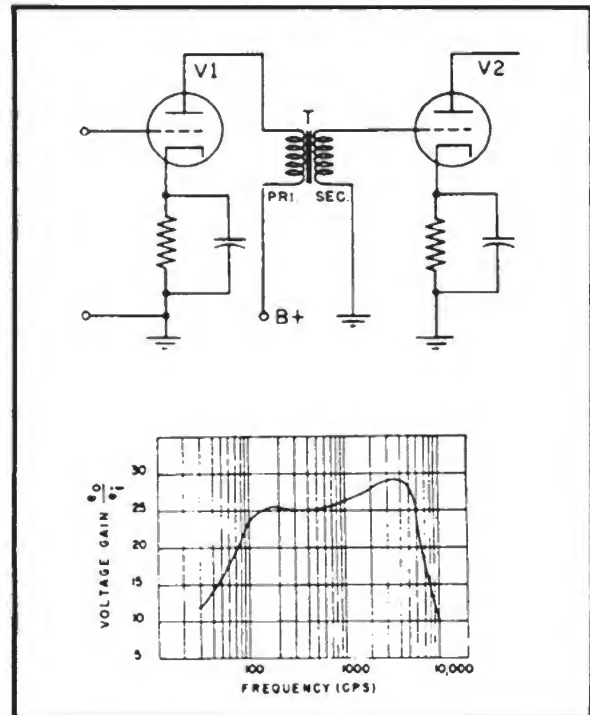 V1
V2
T
PRI. SEC.
B+
VOLTAGE GAIN eo/ei
30
25
20
15
10
5
100 1000 10,000
FREQUENCY (CPS)